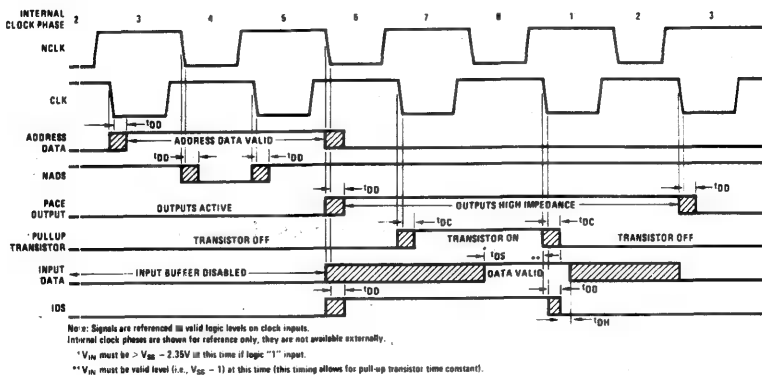 INTERNAL
CLOCK PHASE 2 3 4 5 6 7 8 1 2 3
NCLK
CLK
tDD
ADDRESS
DATA
ADDRESS DATA VALID
tDD tDD
NADS
tDD tDD
PACE
OUTPUT
OUTPUTS ACTIVE OUTPUTS HIGH IMPEDANCE
tDC tDC
PULLUP
TRANSISTOR
TRANSISTOR OFF TRANSISTOR ON TRANSISTOR OFF
tDS **
INPUT
DATA
INPUT BUFFER DISABLED DATA VALID
tDD tDD
IDS
tDH
Note: Signals are referenced to valid logic levels on clock inputs.
Internal clock phases are shown for reference only, they are not available externally.
*VIN must be > VSS − 2.35V at this time if logic "1" input.
**VIN must be valid level (i.e., VSS − 1) at this time (this timing allows for pull-up transistor time constant).